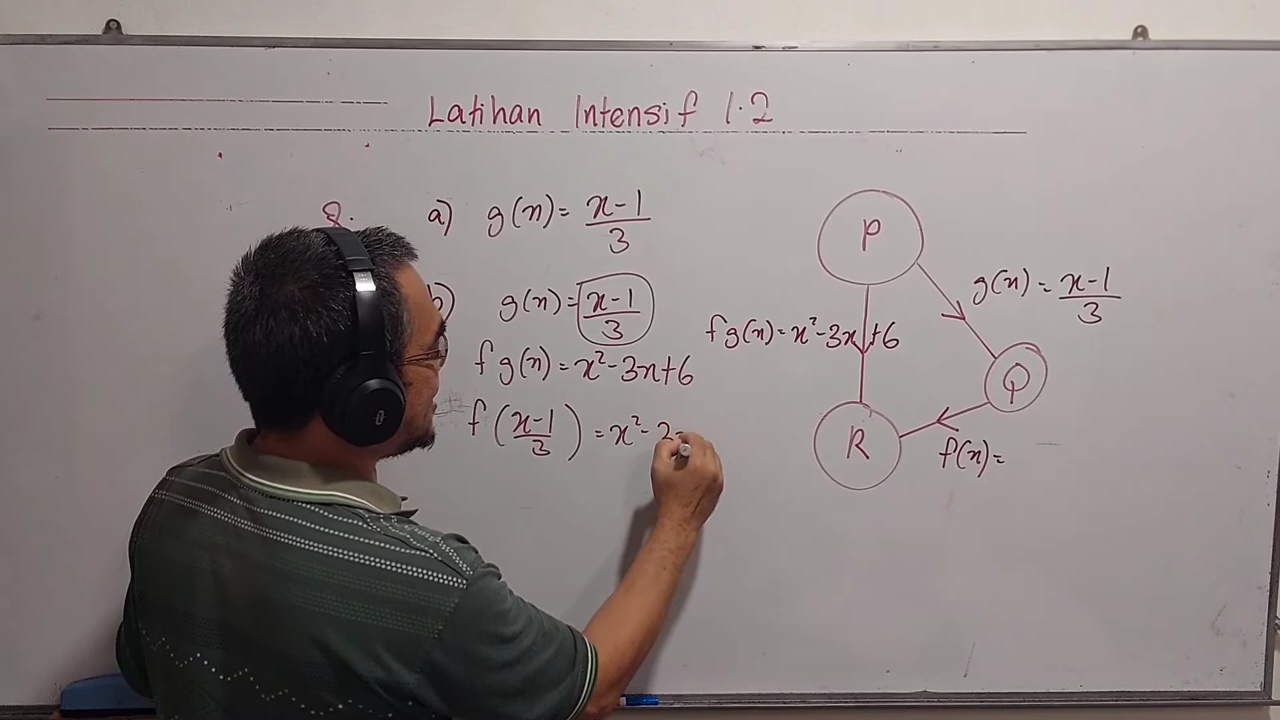 Latihan Intensif 1.2
8.
a) g(x) = x-1/3
b) g(x) = x-1/3
fg(x) = x²-3x+6
f(x-1/3) = x²-3
P
g(x) = x-1/3
fg(x) = x²-3x+6
Q
R
f(x) =